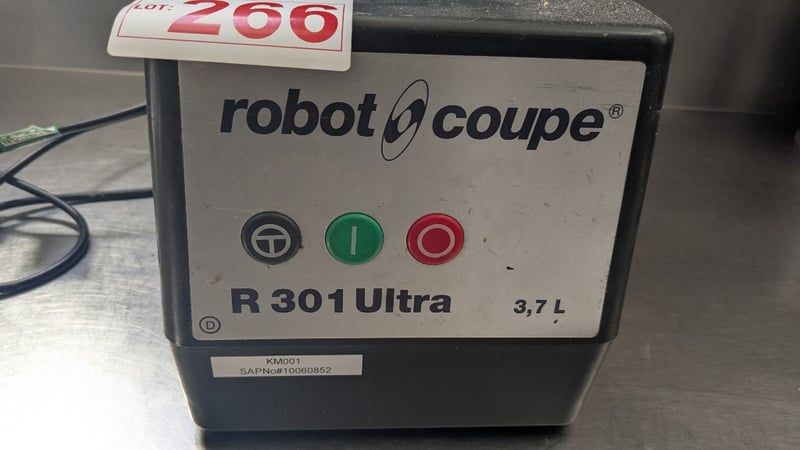 LOT: 266
robot coupe®
R 301 Ultra 3,7 L
D
KM001
SAPNo#10060852